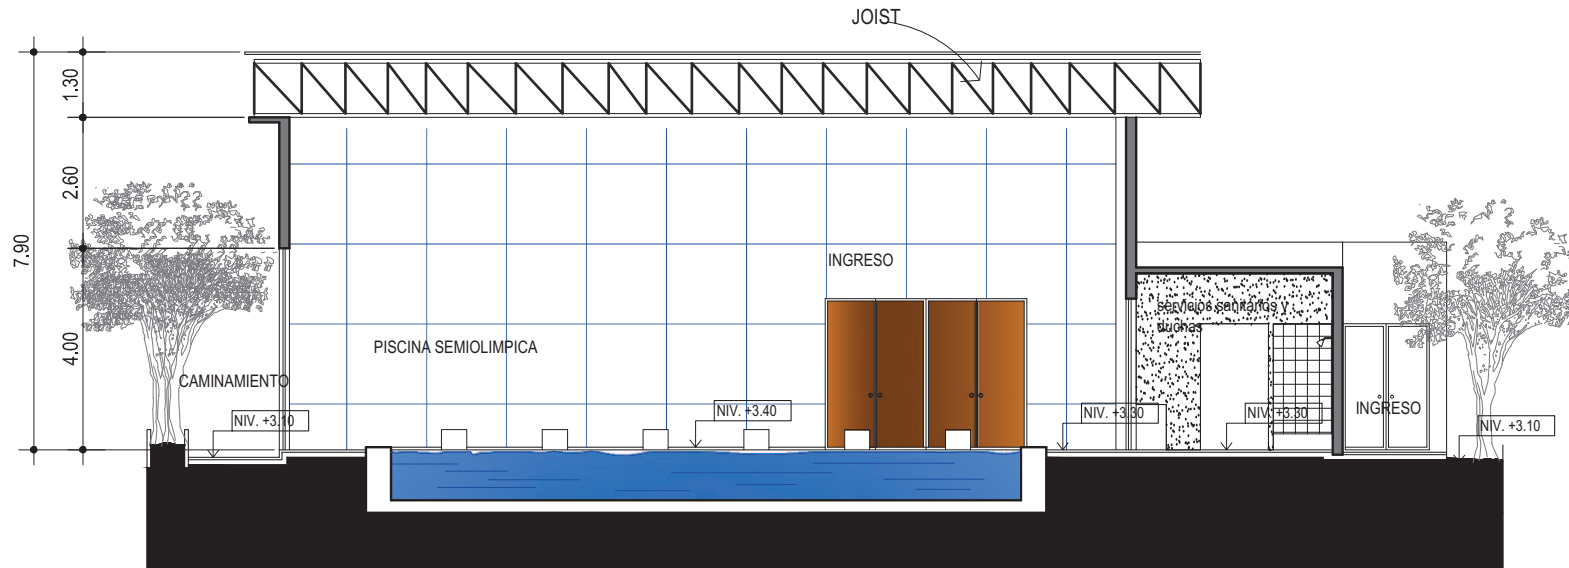 JOIST
1.30
2.60
7.90
4.00
INGRESO
servicios sanitarios y
duchas
PISCINA SEMIOLIMPICA
CAMINAMIENTO
NIV. +3.10
NIV. +3.40
NIV. +3.30
NIV. +3.30
INGRESO
NIV. +3.10